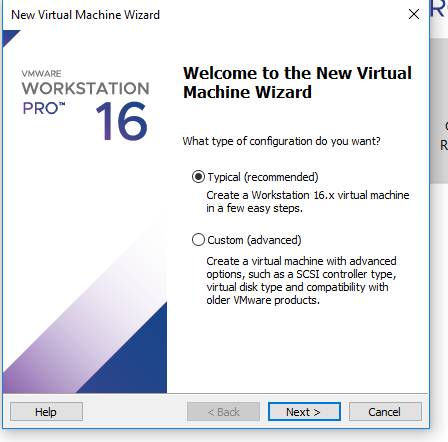 New Virtual Machine Wizard
VMWARE
WORKSTATION
PRO™ 16
Welcome to the New Virtual
Machine Wizard
What type of configuration do you want?
Typical (recommended)
Create a Workstation 16.x virtual machine
in a few easy steps.
Custom (advanced)
Create a virtual machine with advanced
options, such as a SCSI controller type,
virtual disk type and compatibility with
older VMware products.
Help
< Back
Next >
Cancel